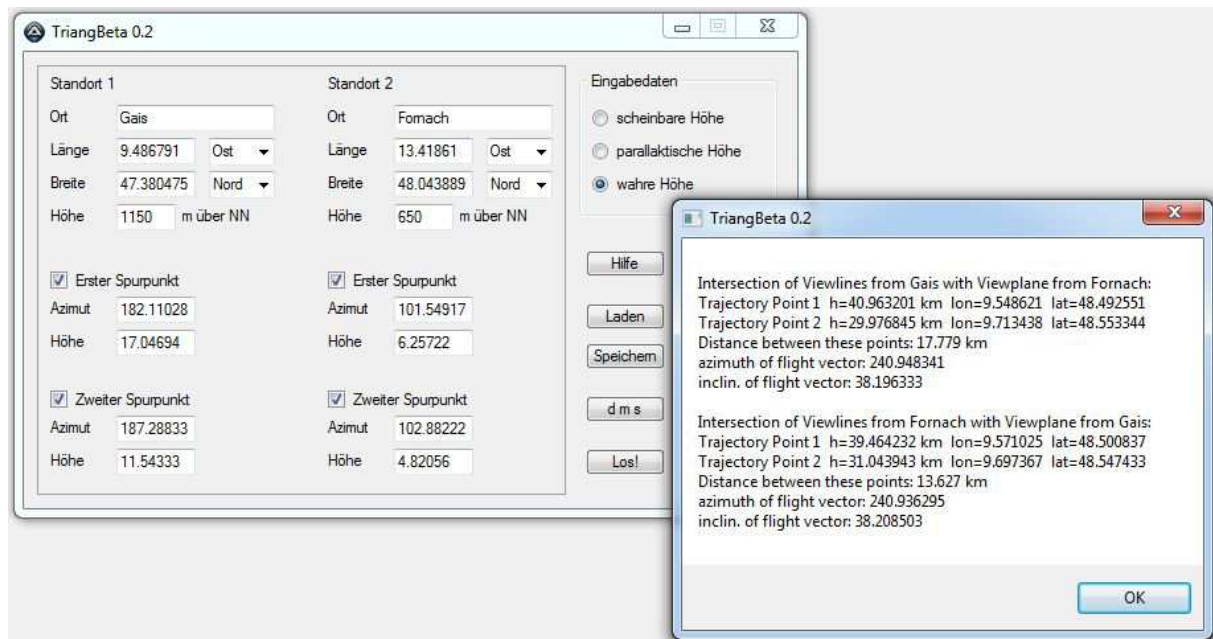 TriangBeta 0.2
Standort 1
Standort 2
Eingabedaten
Ort Gais
Ort Fornach
scheinbare Höhe
Länge 9.486791 Ost
Länge 13.41861 Ost
parallaktische Höhe
Breite 47.380475 Nord
Breite 48.043889 Nord
wahre Höhe
Höhe 1150 m über NN
Höhe 650 m über NN
Erster Spurpunkt
Erster Spurpunkt
Hilfe
Azimut 182.11028
Azimut 101.54917
Laden
Höhe 17.04694
Höhe 6.25722
Speichern
Zweiter Spurpunkt
Zweiter Spurpunkt
d m s
Azimut 187.28833
Azimut 102.88222
Höhe 11.54333
Höhe 4.82056
Los!
TriangBeta 0.2
Intersection of Viewlines from Gais with Viewplane from Fornach:
Trajectory Point 1 h=40.963201 km lon=9.548621 lat=48.492551
Trajectory Point 2 h=29.976845 km lon=9.713438 lat=48.553344
Distance between these points: 17.779 km
azimuth of flight vector: 240.948341
inclin. of flight vector: 38.196333
Intersection of Viewlines from Fornach with Viewplane from Gais:
Trajectory Point 1 h=39.464232 km lon=9.571025 lat=48.500837
Trajectory Point 2 h=31.043943 km lon=9.697367 lat=48.547433
Distance between these points: 13.627 km
azimuth of flight vector: 240.936295
inclin. of flight vector: 38.208503
OK